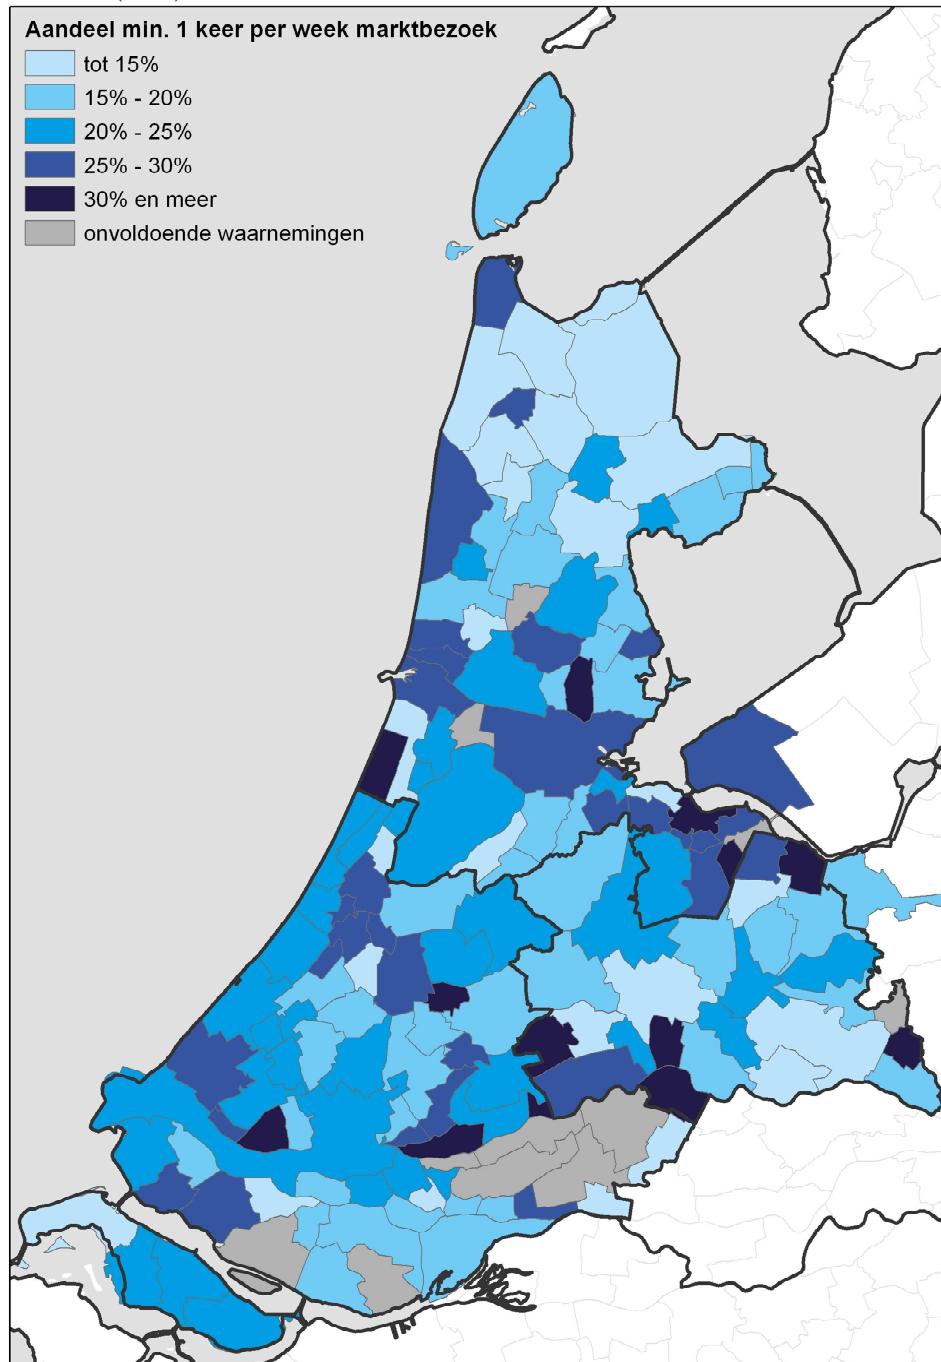 Aandeel min. 1 keer per week marktbezoek
tot 15%
15% - 20%
20% - 25%
25% - 30%
30% en meer
onvoldoende waarnemingen